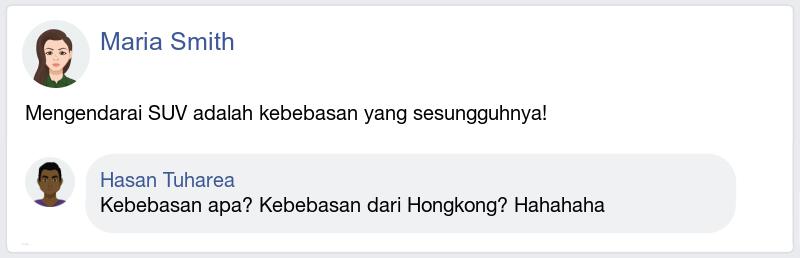 Maria Smith
Mengendarai SUV adalah kebebasan yang sesungguhnya!
Hasan Tuharea
Kebebasan apa? Kebebasan dari Hongkong? Hahahaha